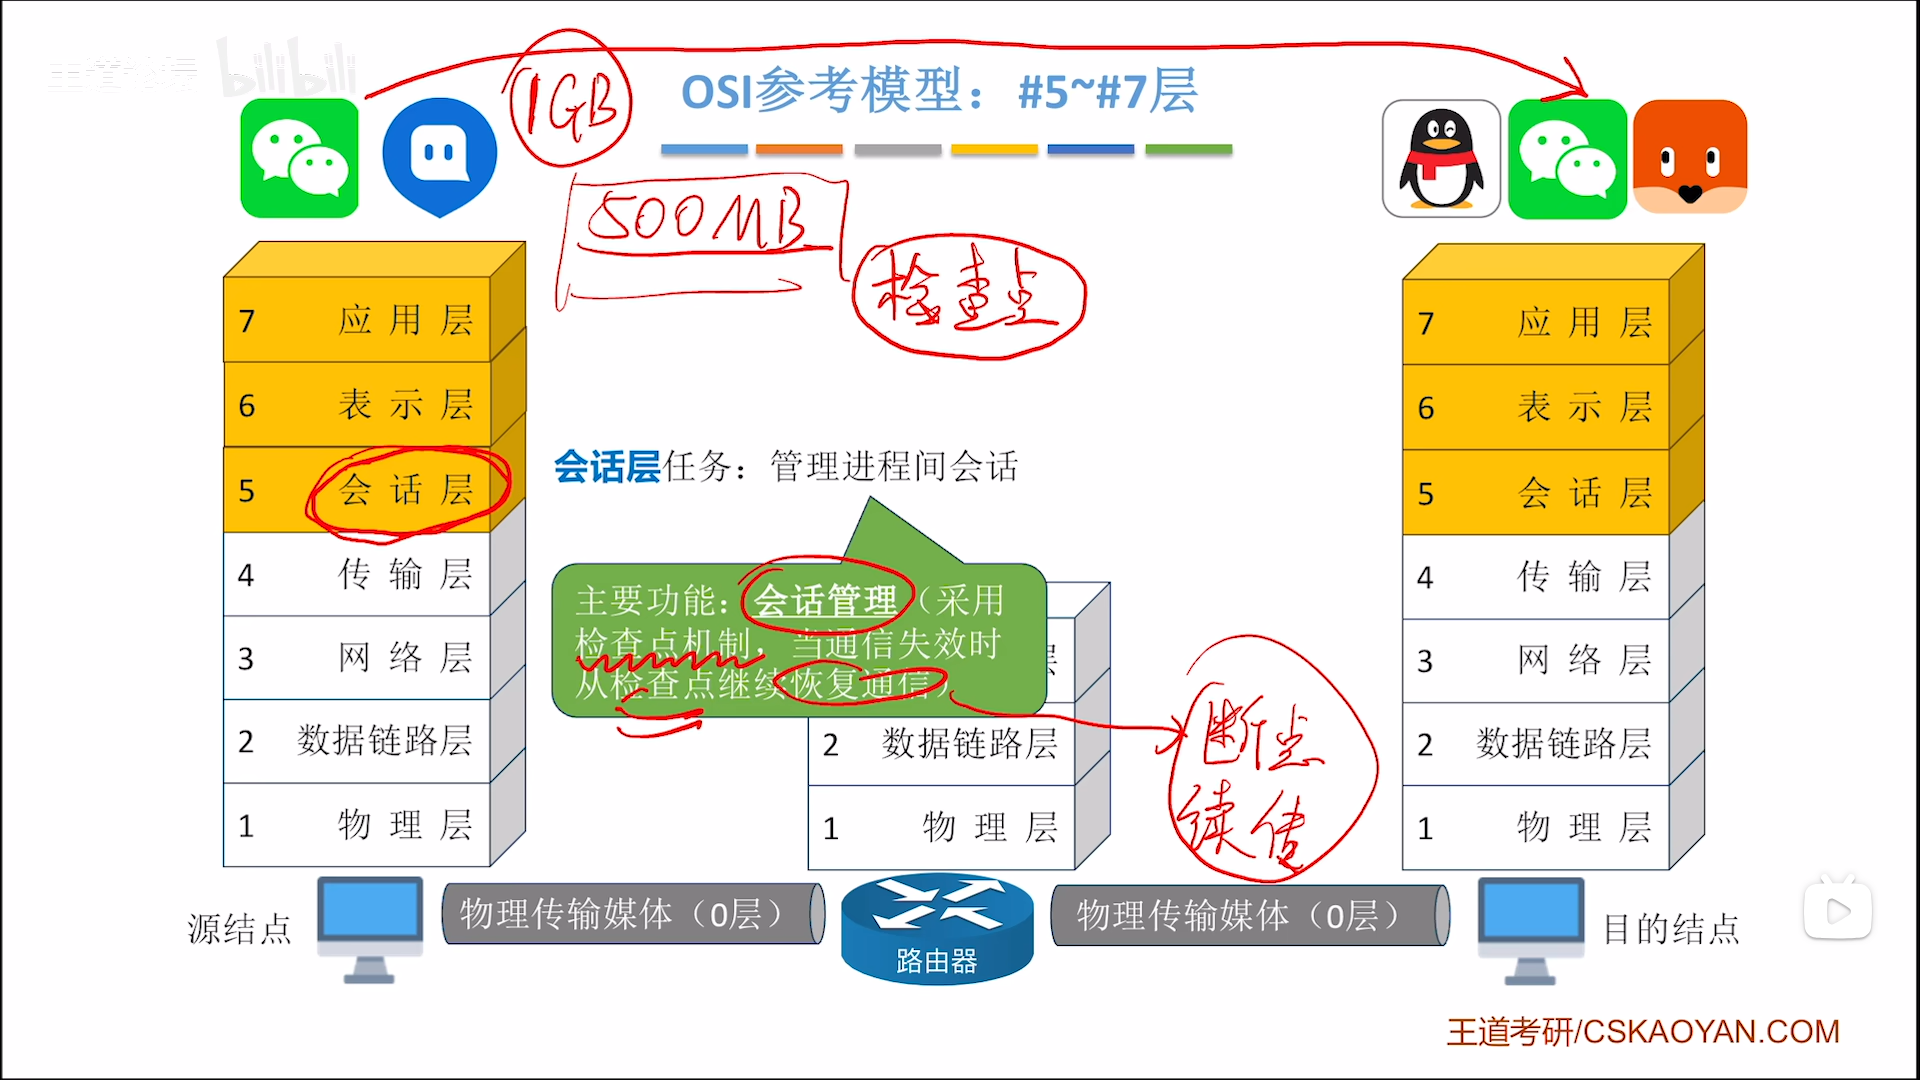 王道论坛 bilibili
OSI参考模型：#5~#7层
1GB
500MB
检查点
7 应用层
6 表示层
5 会话层
4 传输层
3 网络层
2 数据链路层
1 物理层
会话层任务：管理进程间会话
主要功能：会话管理（采用
检查点机制，当通信失效时
从检查点继续恢复通信）
层
2 数据链路层
1 物理层
断点
续传
7 应用层
6 表示层
5 会话层
4 传输层
3 网络层
2 数据链路层
1 物理层
源结点
物理传输媒体（0层）
路由器
物理传输媒体（0层）
目的结点
王道考研/CSKAOYAN.COM